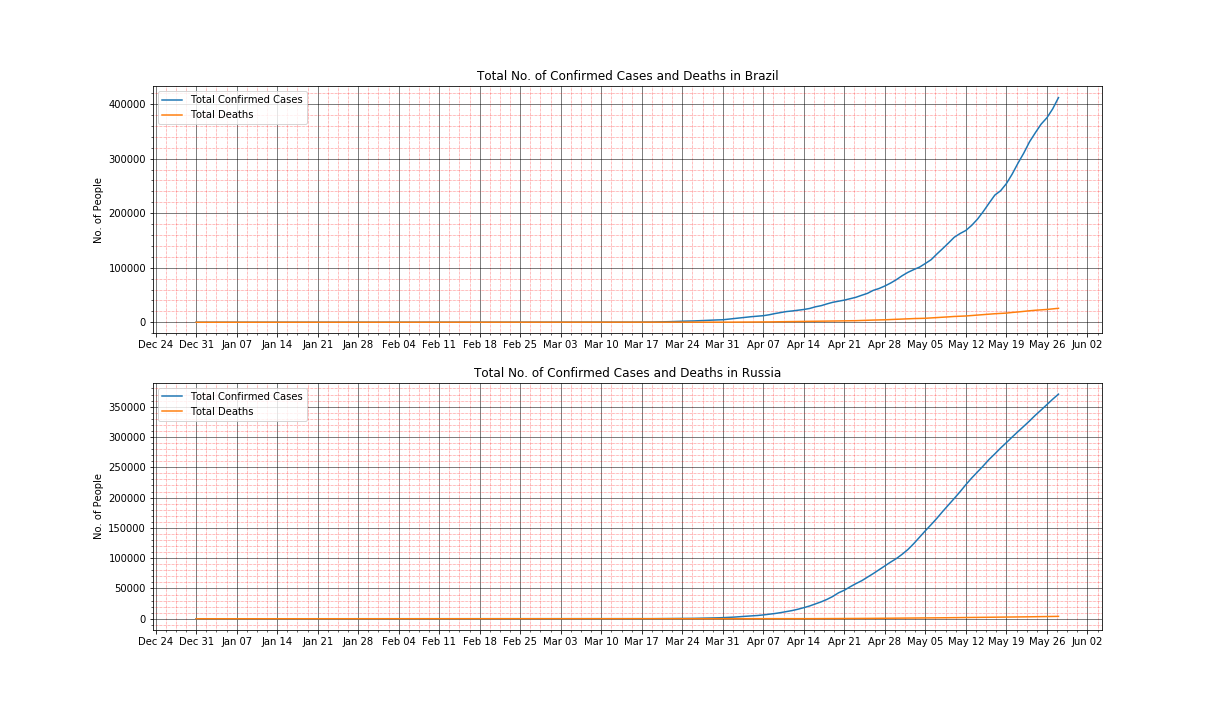 Total No. of Confirmed Cases and Deaths in Brazil
Total Confirmed Cases
Total Deaths
No. of People
400000
300000
200000
100000
0
Dec 24 Dec 31 Jan 07 Jan 14 Jan 21 Jan 28 Feb 04 Feb 11 Feb 18 Feb 25 Mar 03 Mar 10 Mar 17 Mar 24 Mar 31 Apr 07 Apr 14 Apr 21 Apr 28 May 05 May 12 May 19 May 26 Jun 02
Total No. of Confirmed Cases and Deaths in Russia
Total Confirmed Cases
Total Deaths
No. of People
350000
300000
250000
200000
150000
100000
50000
0
Dec 24 Dec 31 Jan 07 Jan 14 Jan 21 Jan 28 Feb 04 Feb 11 Feb 18 Feb 25 Mar 03 Mar 10 Mar 17 Mar 24 Mar 31 Apr 07 Apr 14 Apr 21 Apr 28 May 05 May 12 May 19 May 26 Jun 02